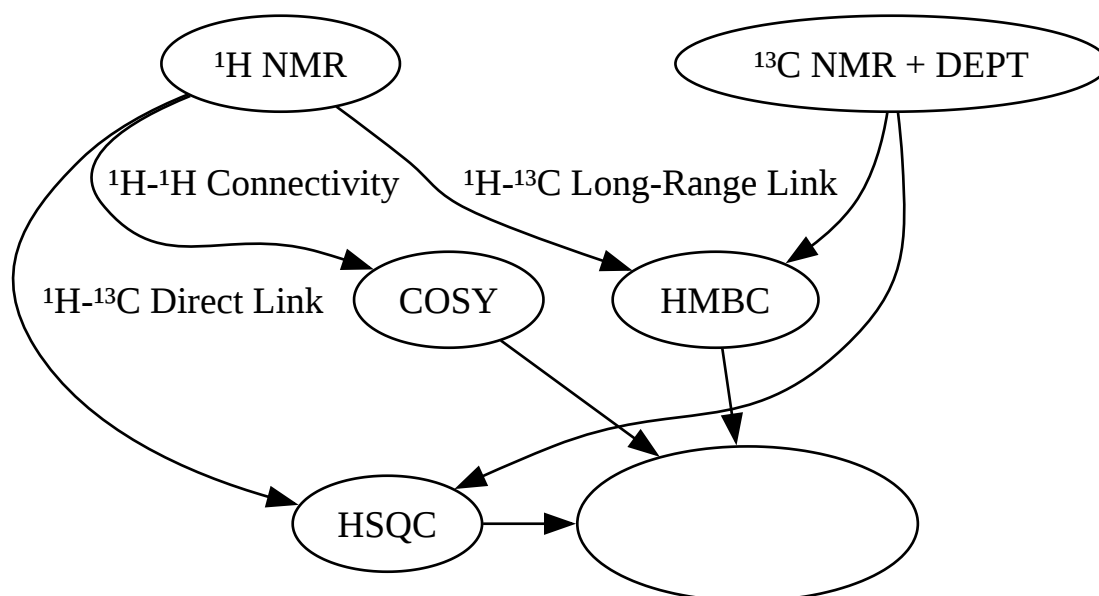 ¹H NMR
¹³C NMR + DEPT
¹H-¹H Connectivity
¹H-¹³C Long-Range Link
¹H-¹³C Direct Link
COSY
HMBC
HSQC